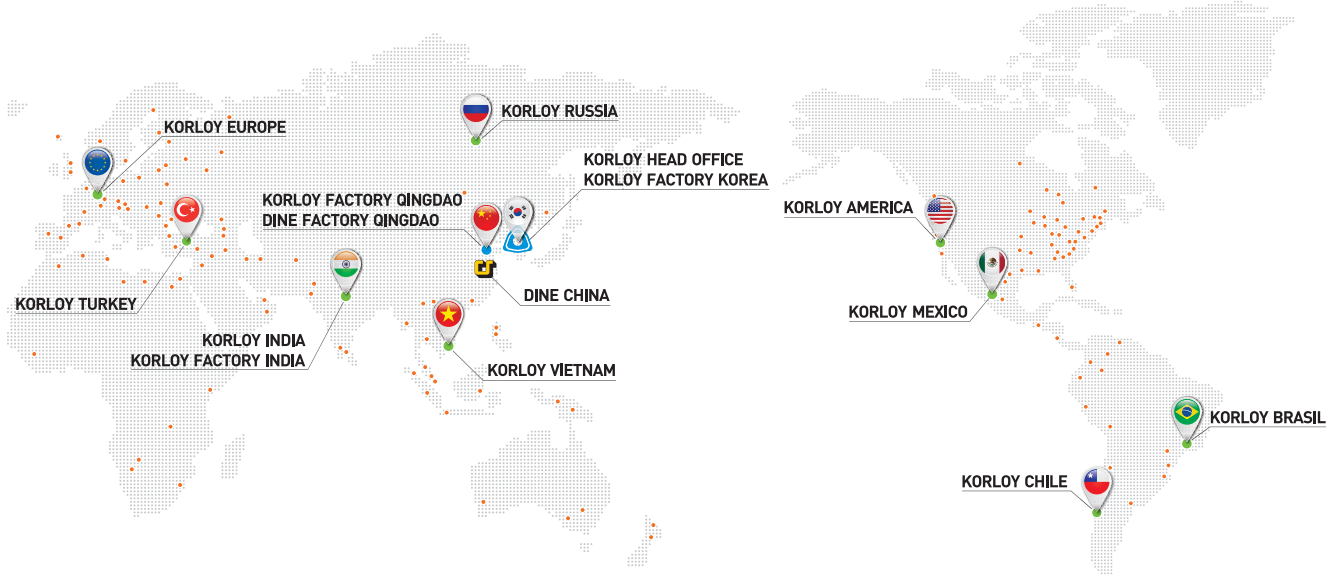 KORLOY EUROPE
KORLOY RUSSIA
KORLOY HEAD OFFICE
KORLOY FACTORY KOREA
KORLOY FACTORY QINGDAO
DINE FACTORY QINGDAO
DINE CHINA
KORLOY TURKEY
KORLOY INDIA
KORLOY FACTORY INDIA
KORLOY VIETNAM
KORLOY AMERICA
KORLOY MEXICO
KORLOY BRASIL
KORLOY CHILE